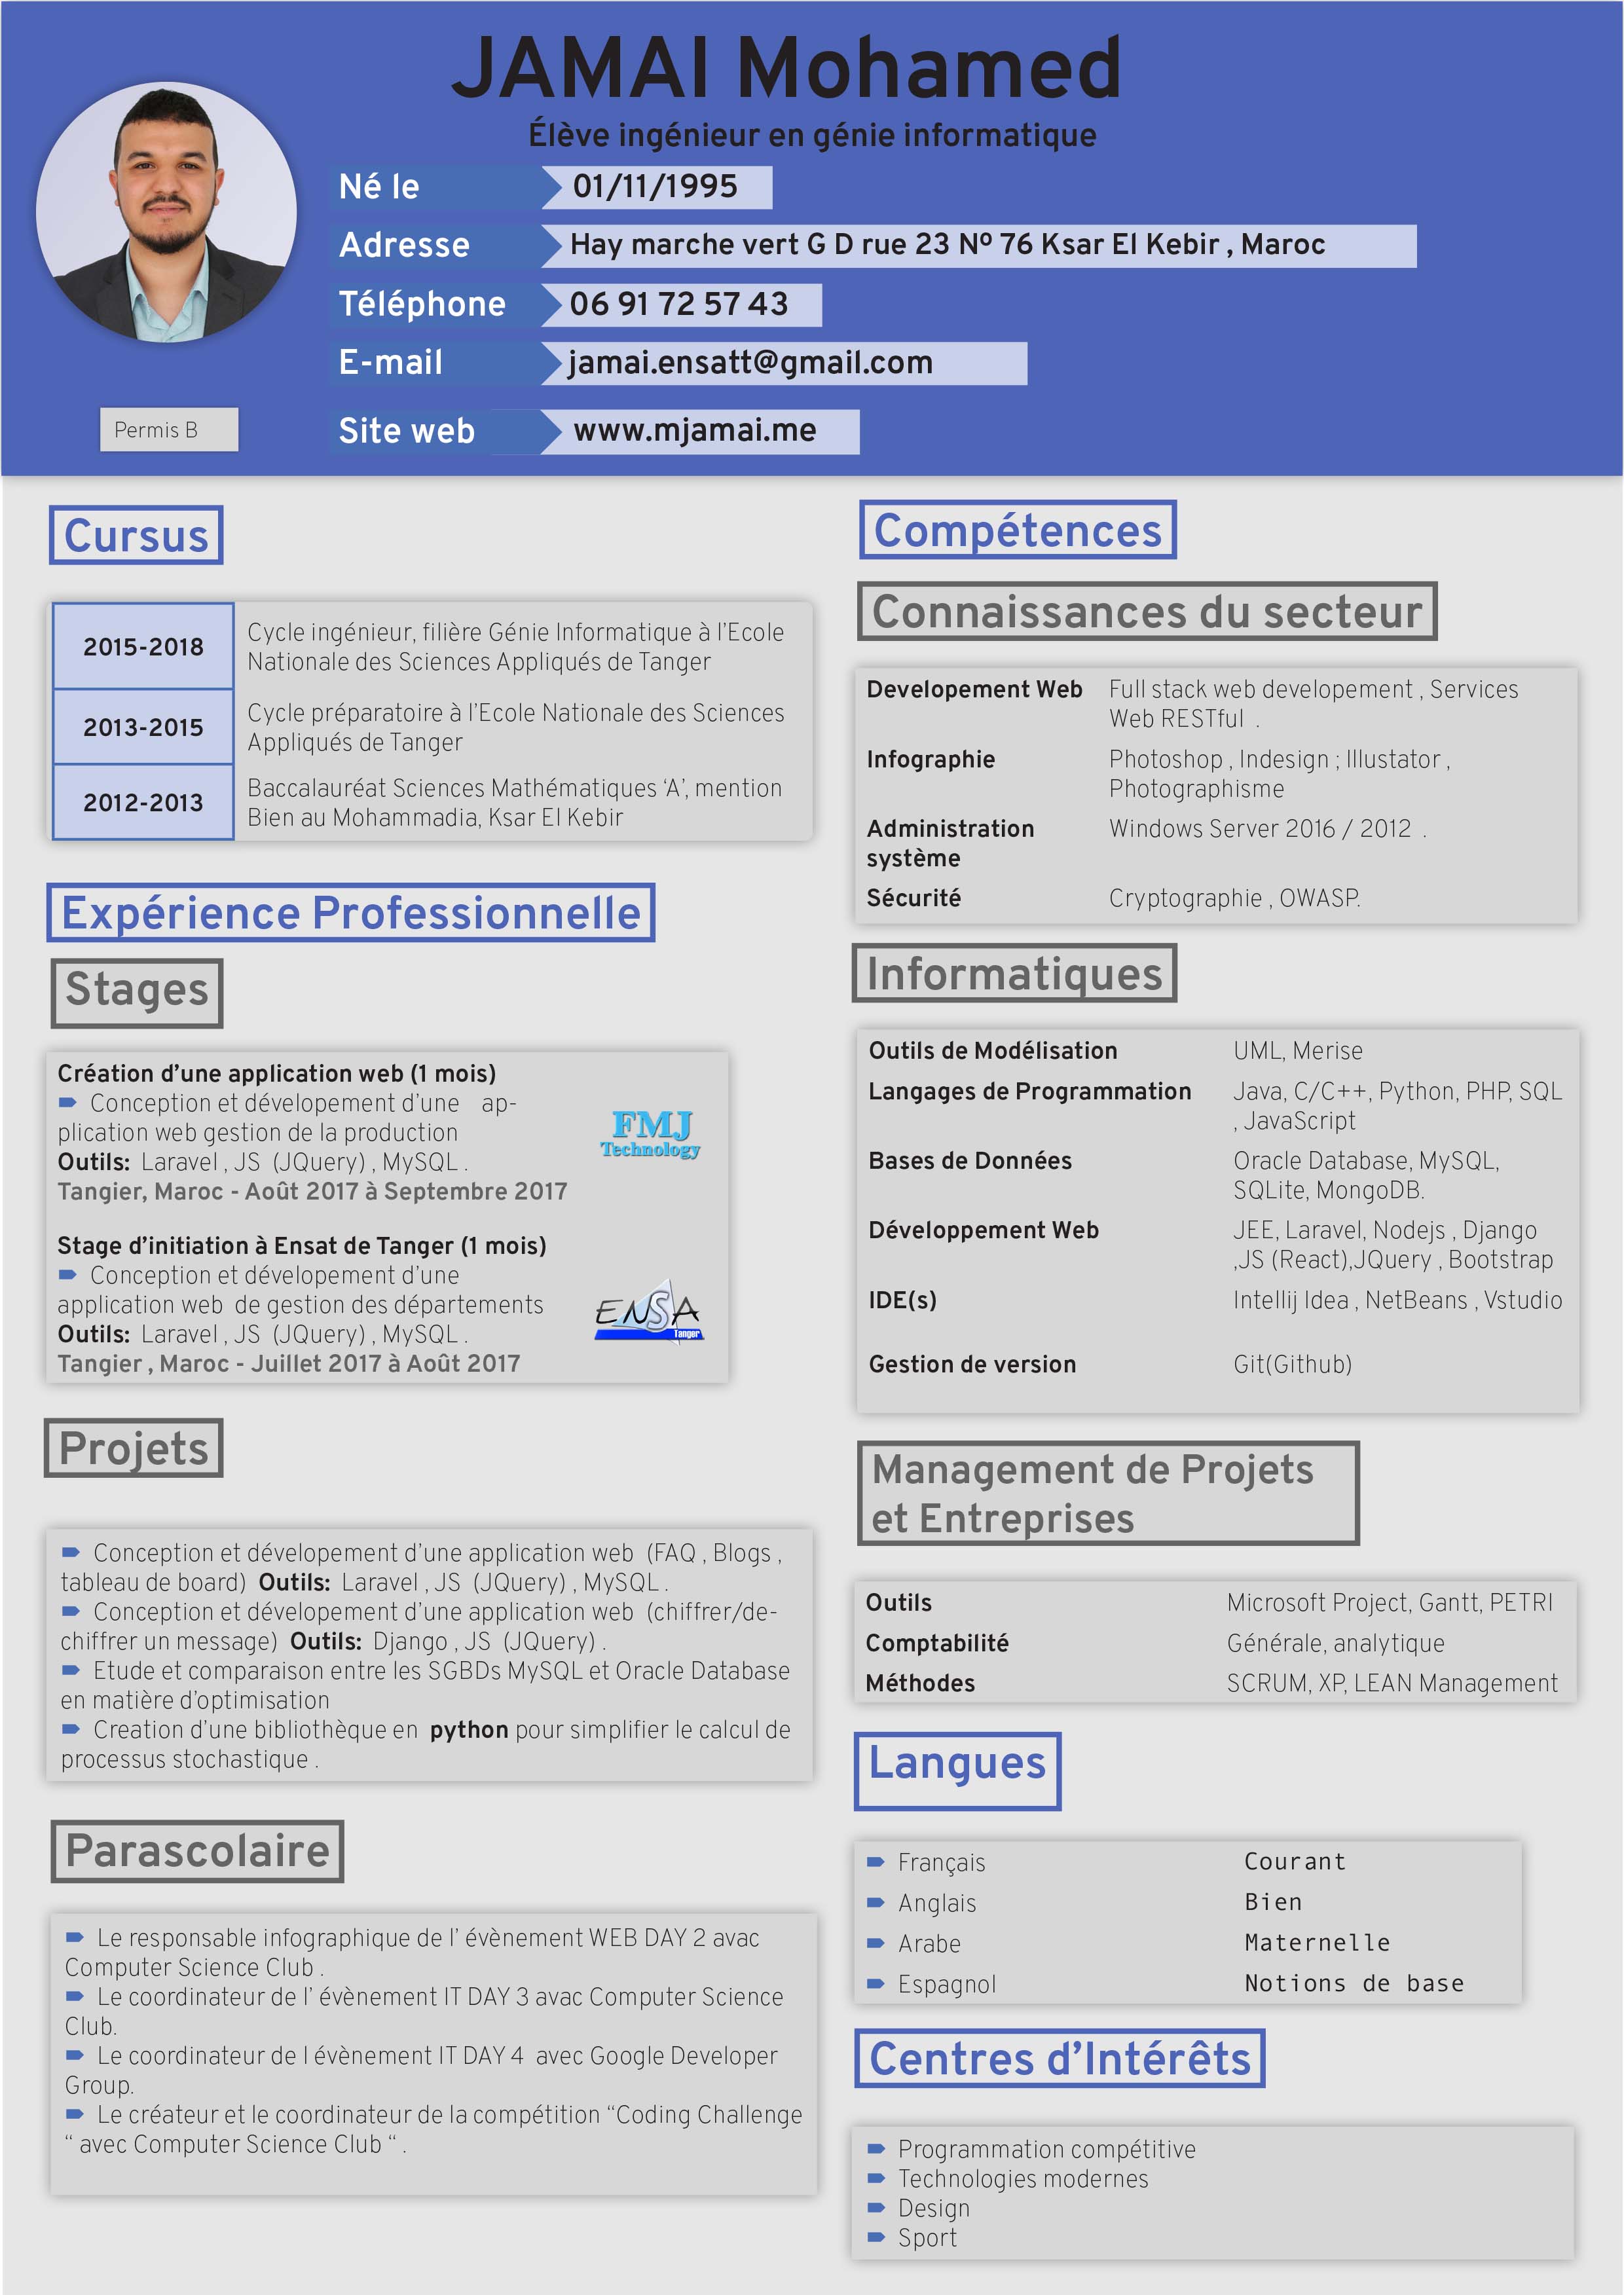 JAMAI Mohamed
Élève ingénieur en génie informatique
Né le 01/11/1995
Adresse Hay marche vert G D rue 23 Nº 76 Ksar El Kebir , Maroc
Téléphone 06 91 72 57 43
E-mail jamai.ensatt@gmail.com
Site web www.mjamai.me
Permis B
Cursus
2015-2018 Cycle ingénieur, filière Génie Informatique à l’Ecole
Nationale des Sciences Appliqués de Tanger
2013-2015 Cycle préparatoire à l’Ecole Nationale des Sciences
Appliqués de Tanger
2012-2013 Baccalauréat Sciences Mathématiques ‘A’, mention
Bien au Mohammadia, Ksar El Kebir
Expérience Professionnelle
Stages
Création d’une application web (1 mois)
Conception et dévelopement d’une ap-
plication web gestion de la production
Outils: Laravel , JS (JQuery) , MySQL .
Tangier, Maroc - Août 2017 à Septembre 2017
FMJ
Technology
Stage d’initiation à Ensat de Tanger (1 mois)
Conception et dévelopement d’une
application web de gestion des départements
Outils: Laravel , JS (JQuery) , MySQL .
Tangier , Maroc - Juillet 2017 à Août 2017
ENSA
Tanger
Projets
Conception et dévelopement d’une application web (FAQ , Blogs ,
tableau de board) Outils: Laravel , JS (JQuery) , MySQL .
Conception et dévelopement d’une application web (chiffrer/de-
chiffrer un message) Outils: Django , JS (JQuery) .
Etude et comparaison entre les SGBDs MySQL et Oracle Database
en matière d’optimisation
Creation d’une bibliothèque en python pour simplifier le calcul de
processus stochastique .
Parascolaire
Le responsable infographique de l’ évènement WEB DAY 2 avac
Computer Science Club .
Le coordinateur de l’ évènement IT DAY 3 avac Computer Science
Club.
Le coordinateur de l évènement IT DAY 4 avec Google Developer
Group.
Le créateur et le coordinateur de la compétition “Coding Challenge
“ avec Computer Science Club “ .
Compétences
Connaissances du secteur
Developement Web Full stack web developement , Services
Web RESTful .
Infographie Photoshop , Indesign ; Illustator ,
Photographisme
Administration Windows Server 2016 / 2012 .
système
Sécurité Cryptographie , OWASP.
Informatiques
Outils de Modélisation UML, Merise
Langages de Programmation Java, C/C++, Python, PHP, SQL
, JavaScript
Bases de Données Oracle Database, MySQL,
SQLite, MongoDB.
Développement Web JEE, Laravel, Nodejs , Django
,JS (React),JQuery , Bootstrap
IDE(s) Intellij Idea , NetBeans , Vstudio
Gestion de version Git(Github)
Management de Projets
et Entreprises
Outils Microsoft Project, Gantt, PETRI
Comptabilité Générale, analytique
Méthodes SCRUM, XP, LEAN Management
Langues
Français Courant
Anglais Bien
Arabe Maternelle
Espagnol Notions de base
Centres d’Intérêts
Programmation compétitive
Technologies modernes
Design
Sport